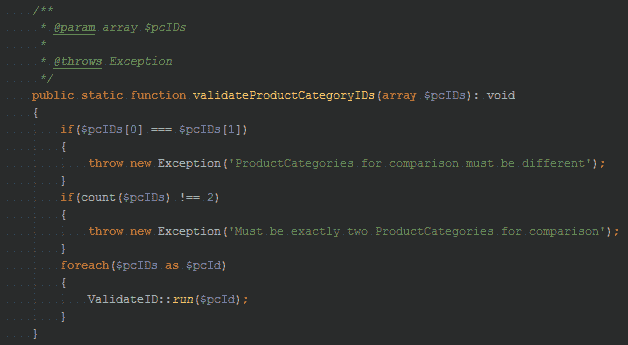 /**
 * @param array $pcIDs
 *
 * @throws Exception
 */
public static function validateProductCategoryIDs(array $pcIDs): void
{
    if($pcIDs[0] === $pcIDs[1])
    {
        throw new Exception('ProductCategories for comparison must be different');
    }
    if(count($pcIDs) !== 2)
    {
        throw new Exception('Must be exactly two ProductCategories for comparison');
    }
    foreach($pcIDs as $pcId)
    {
        ValidateID::run($pcId);
    }
}